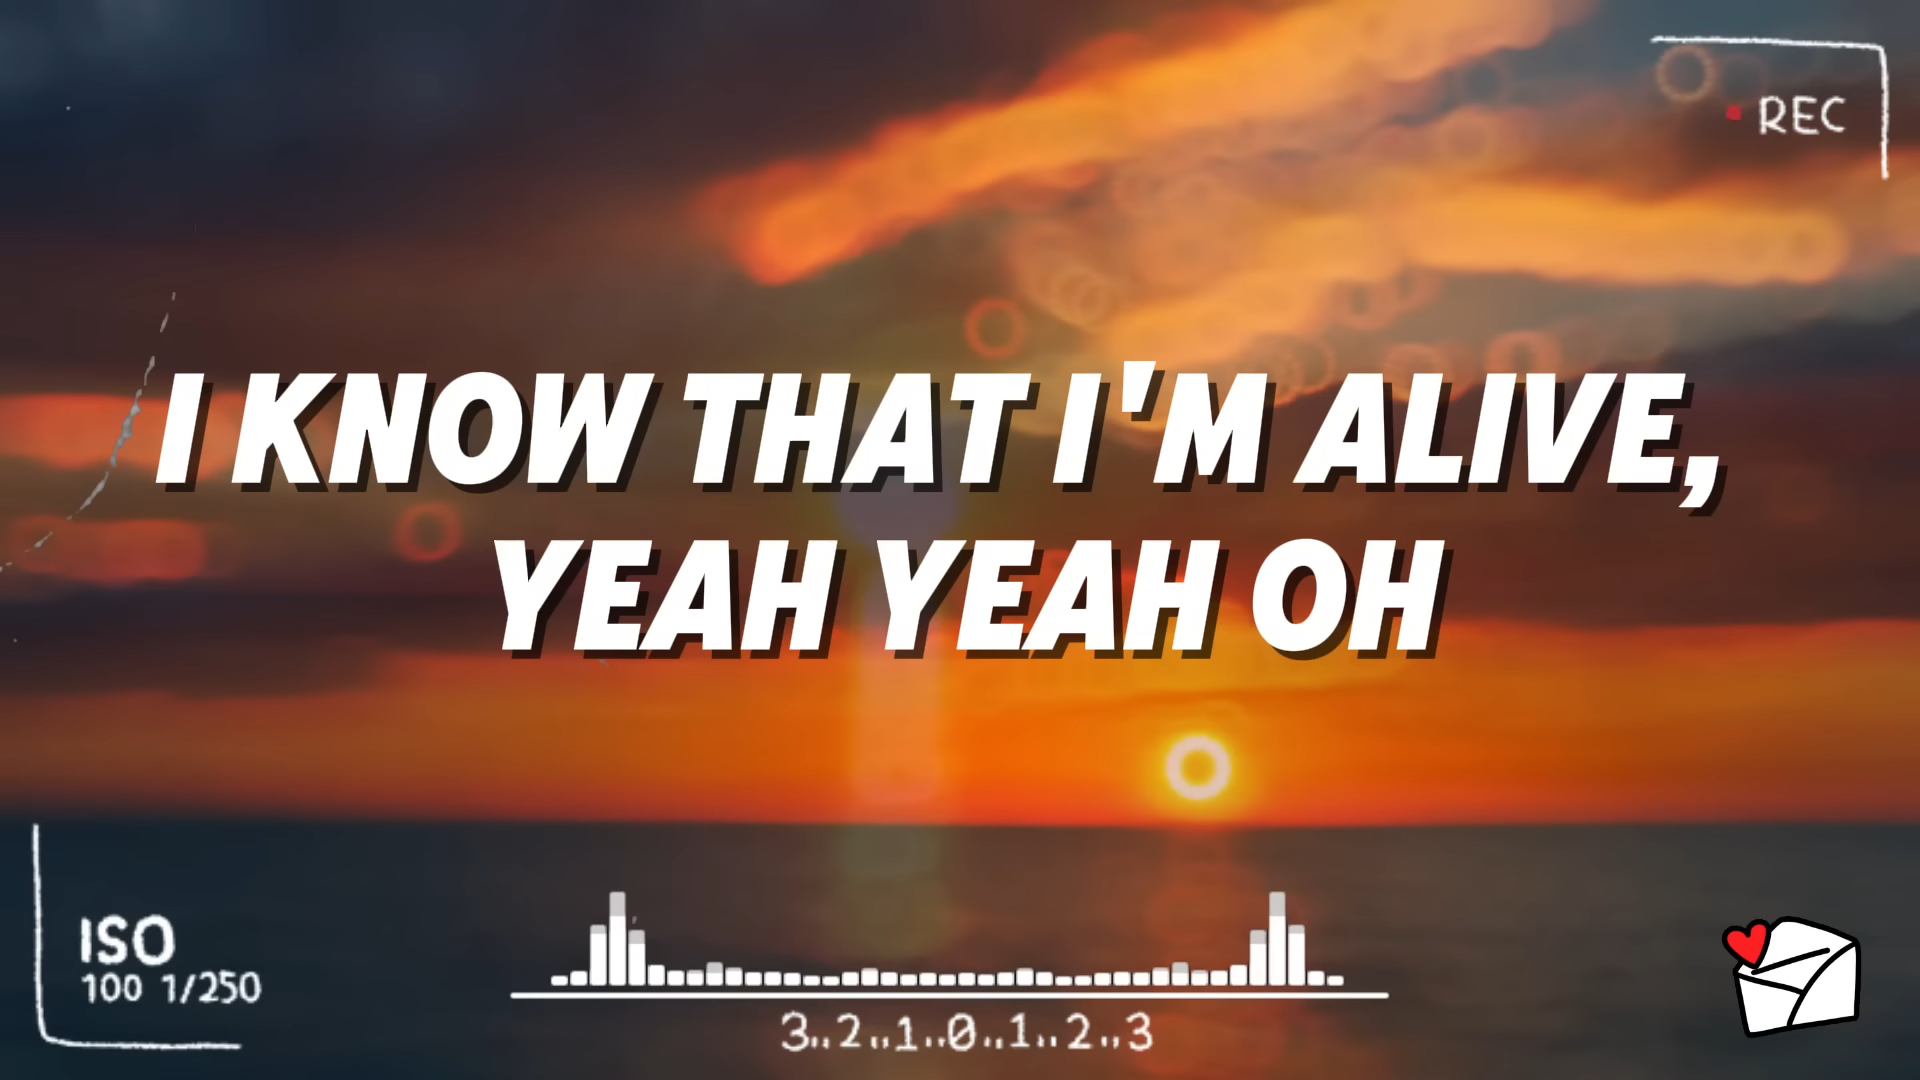 REC
I KNOW THAT I'M ALIVE,
YEAH YEAH OH
ISO
100 1/250
3..2..1..0..1..2..3